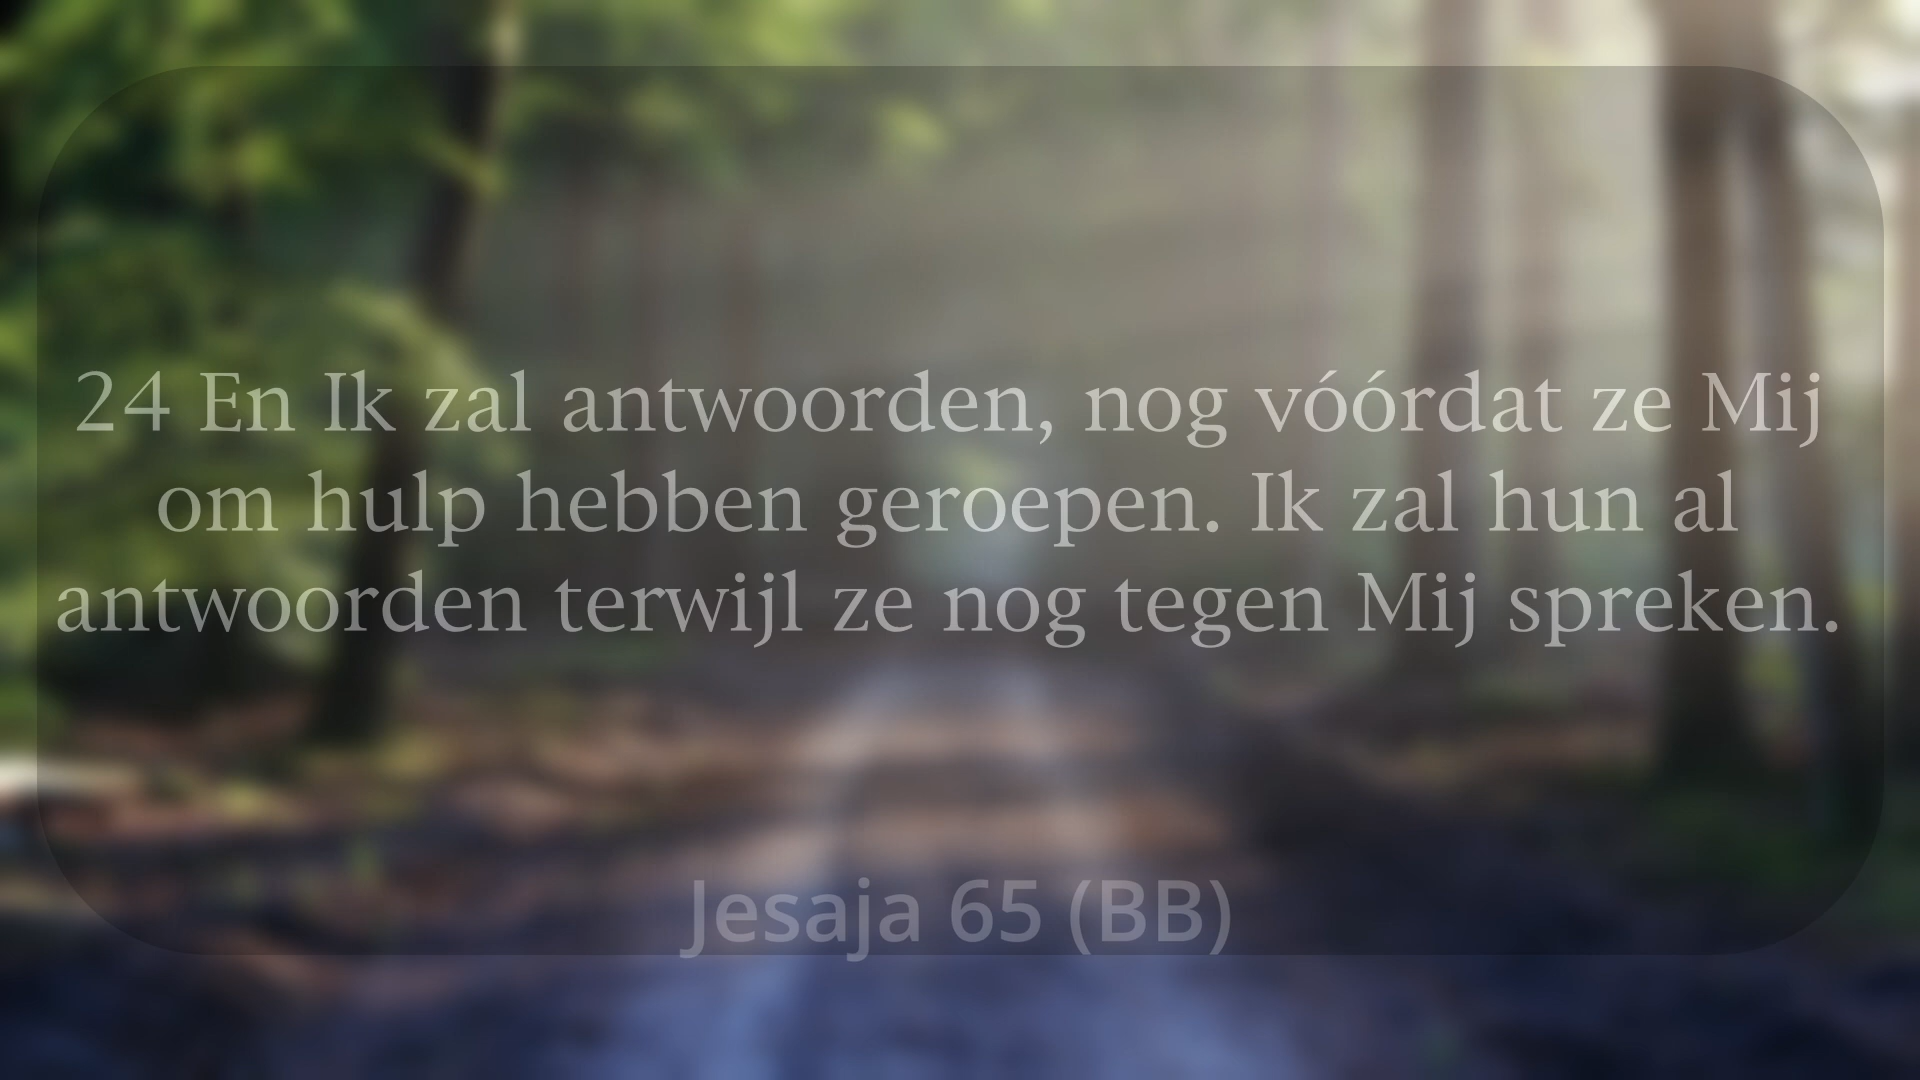 24 En Ik zal antwoorden, nog vóórdat ze Mij
om hulp hebben geroepen. Ik zal hun al
antwoorden terwijl ze nog tegen Mij spreken.
Jesaja 65 (BB)